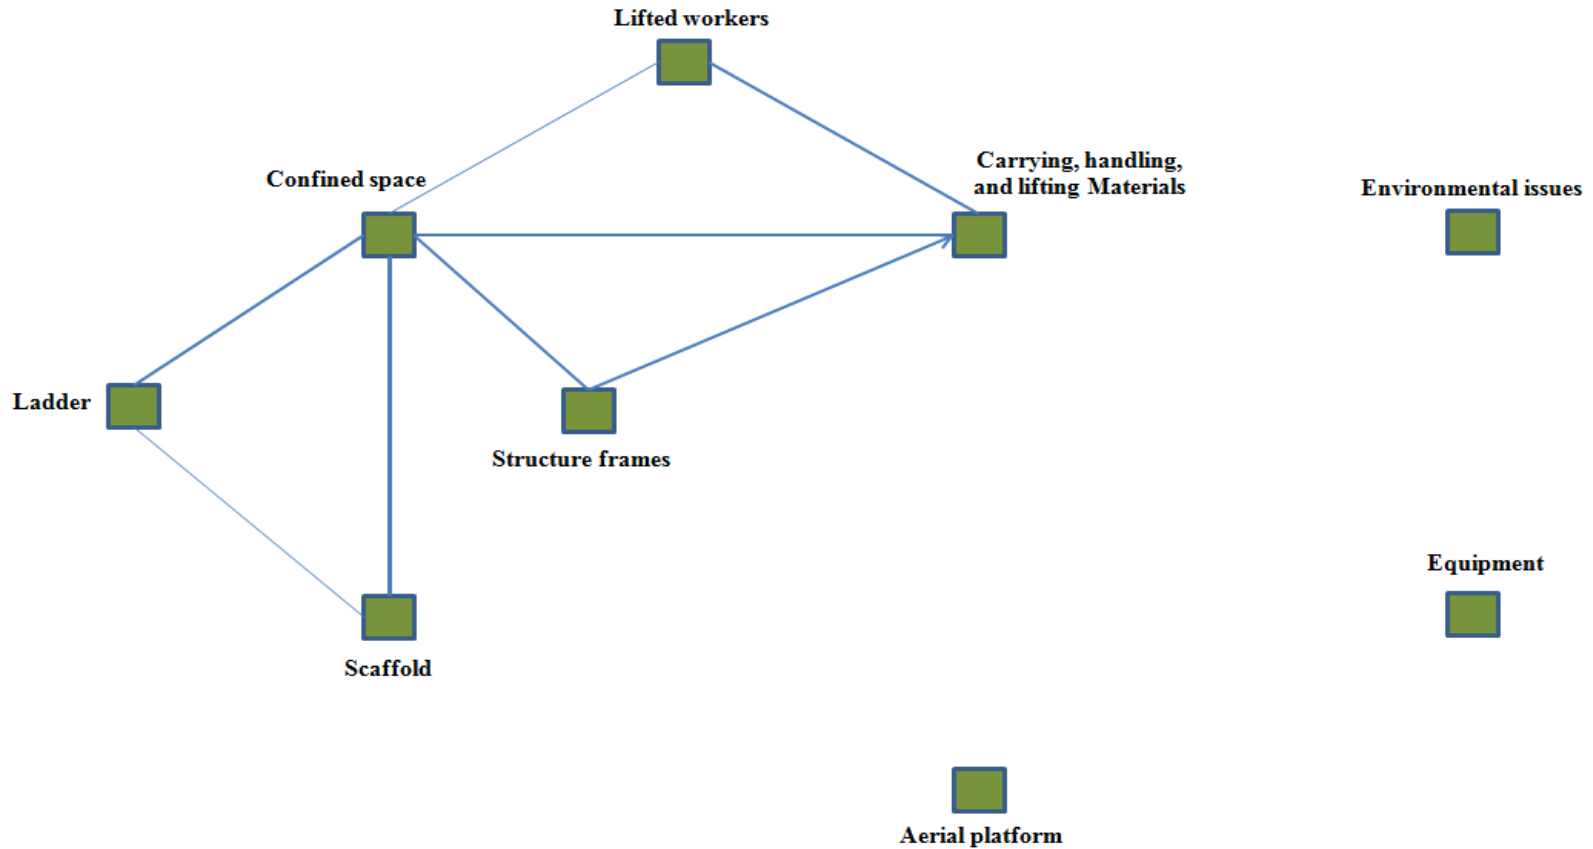 Lifted workers
Carrying, handling,
and lifting Materials
Confined space
Environmental issues
Ladder
Structure frames
Equipment
Scaffold
Aerial platform